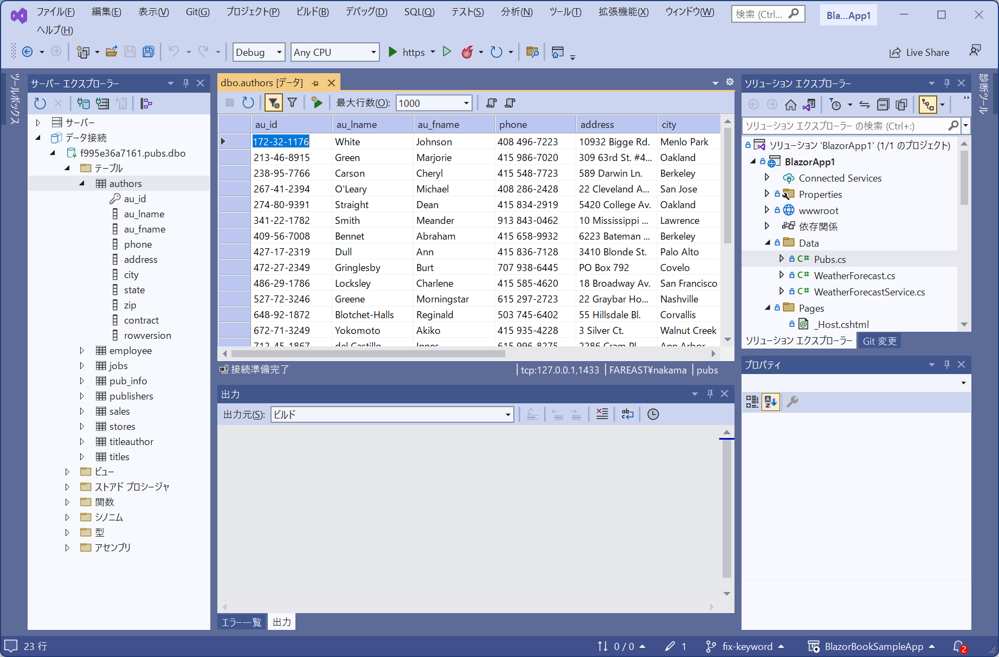 ファイル(F) 編集(E) 表示(V) Git(G) プロジェクト(P) ビルド(B) デバッグ(D) SQL(Q) テスト(S) 分析(N) ツール(T) 拡張機能(X) ウィンドウ(W) 検索 (Ctrl... Bla...App1
ヘルプ(H)
Debug Any CPU https Live Share
ツールボックス
サーバー エクスプローラー
サーバー
データ接続
f995e36a7161.pubs.dbo
テーブル
authors
au_id
au_lname
au_fname
phone
address
city
state
zip
contract
rowversion
employee
jobs
pub_info
publishers
sales
stores
titleauthor
titles
ビュー
ストアド プロシージャ
関数
シノニム
型
アセンブリ
dbo.authors [データ]
最大行数(O): 1000
au_id au_lname au_fname phone address city
172-32-1176 White Johnson 408 496-7223 10932 Bigge Rd. Menlo Park
213-46-8915 Green Marjorie 415 986-7020 309 63rd St. #4... Oakland
238-95-7766 Carson Cheryl 415 548-7723 589 Darwin Ln. Berkeley
267-41-2394 O'Leary Michael 408 286-2428 22 Cleveland A... San Jose
274-80-9391 Straight Dean 415 834-2919 5420 College Av. Oakland
341-22-1782 Smith Meander 913 843-0462 10 Mississippi ... Lawrence
409-56-7008 Bennet Abraham 415 658-9932 6223 Bateman ... Berkeley
427-17-2319 Dull Ann 415 836-7128 3410 Blonde St. Palo Alto
472-27-2349 Gringlesby Burt 707 938-6445 PO Box 792 Covelo
486-29-1786 Locksley Charlene 415 585-4620 18 Broadway Av. San Francisco
527-72-3246 Greene Morningstar 615 297-2723 22 Graybar Ho... Nashville
648-92-1872 Blotchet-Halls Reginald 503 745-6402 55 Hillsdale Bl. Corvallis
672-71-3249 Yokomoto Akiko 415 935-4228 3 Silver Ct. Walnut Creek
712-45-1867 del Castillo Innes 615 996-8275 2286 Cram Pl. Ann Arbor
接続準備完了 tcp:127.0.0.1,1433 FAREAST¥nakama pubs
出力
出力元(S): ビルド
エラー一覧 出力
ソリューション エクスプローラー
ソリューション エクスプローラー の検索 (Ctrl+:)
ソリューション 'BlazorApp1' (1/1 のプロジェクト)
BlazorApp1
Connected Services
Properties
wwwroot
依存関係
Data
C# Pubs.cs
C# WeatherForecast.cs
C# WeatherForecastService.cs
Pages
_Host.cshtml
ソリューション エクスプローラー Git 変更
プロパティ
診断ツール
23 行 0 / 0 1 fix-keyword BlazorBookSampleApp 2